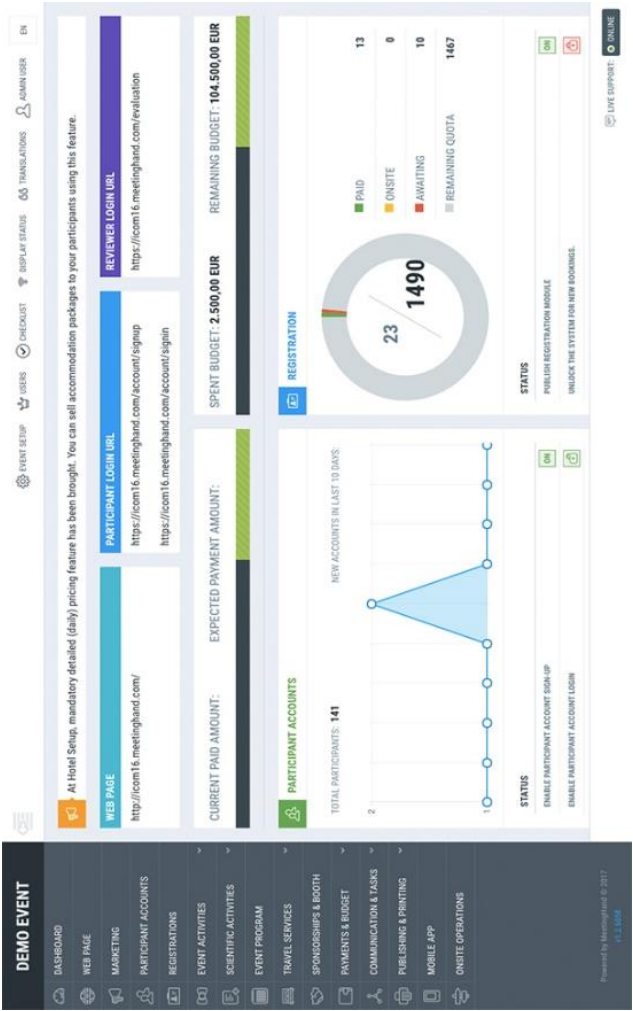 DEMO EVENT
EVENT SETUP
USERS
CHECKLIST
DISPLAY STATUS
TRANSLATIONS
ADMIN USER
EN
DASHBOARD
WEB PAGE
MARKETING
PARTICIPANT ACCOUNTS
REGISTRATIONS
EVENT ACTIVITIES
SCIENTIFIC ACTIVITIES
EVENT PROGRAM
TRAVEL SERVICES
SPONSORSHIPS & BOOTH
PAYMENTS & BUDGET
COMMUNICATION & TASKS
PUBLISHING & PRINTING
MOBILE APP
ONSITE OPERATIONS
Powered by MeetingHand © 2017
v1.2.5058
At Hotel Setup, mandatory detailed (daily) pricing feature has been brought. You can sell accommodation packages to your participants using this feature.
WEB PAGE
http://icom16.meetinghand.com/
PARTICIPANT LOGIN URL
https://icom16.meetinghand.com/account/signup
https://icom16.meetinghand.com/account/signin
REVIEWER LOGIN URL
https://icom16.meetinghand.com/evaluation
CURRENT PAID AMOUNT:
EXPECTED PAYMENT AMOUNT:
SPENT BUDGET: 2.500,00 EUR
REMAINING BUDGET: 104.500,00 EUR
PARTICIPANT ACCOUNTS
TOTAL PARTICIPANTS: 141
NEW ACCOUNTS IN LAST 10 DAYS:
2
1
STATUS
ENABLE PARTICIPANT ACCOUNT SIGN-UP
ON
ENABLE PARTICIPANT ACCOUNT LOGIN
REGISTRATION
23
1490
PAID 13
ONSITE 0
AWAITING 10
REMAINING QUOTA 1467
STATUS
PUBLISH REGISTRATION MODULE
ON
UNLOCK THE SYSTEM FOR NEW BOOKINGS.
LIVE SUPPORT: ONLINE